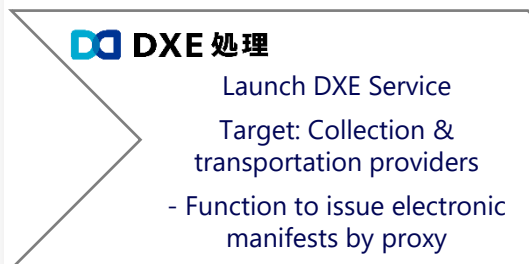 DXE 処理
Launch DXE Service
Target: Collection &
transportation providers
- Function to issue electronic
manifests by proxy